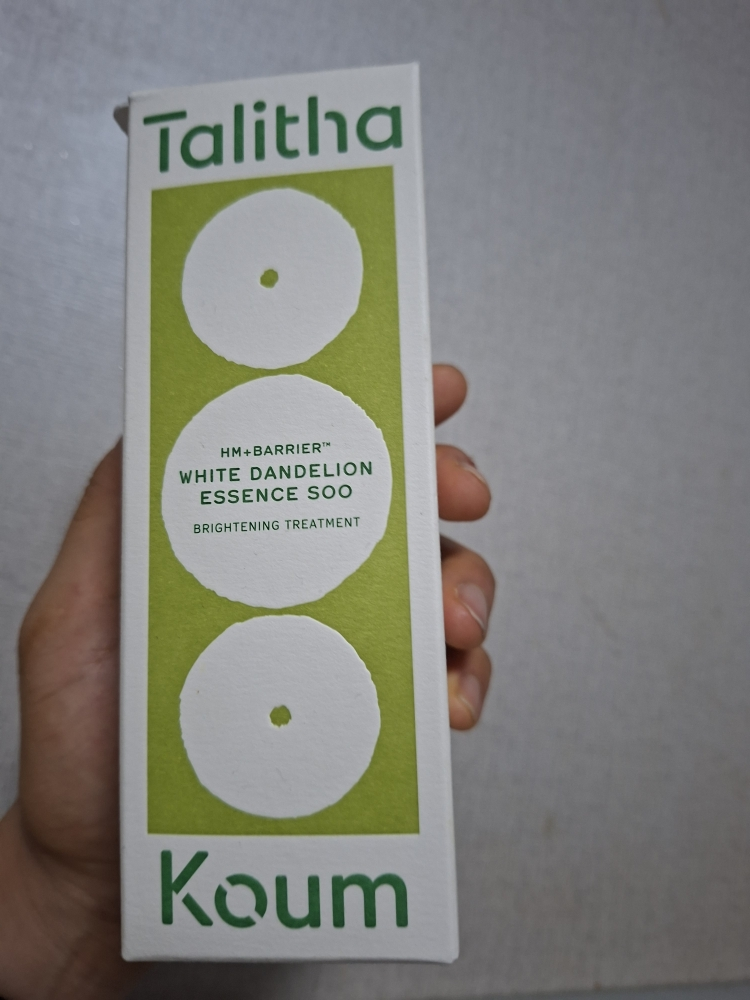 Talitha
HM+BARRIER™
WHITE DANDELION
ESSENCE SOO
BRIGHTENING TREATMENT
Koum